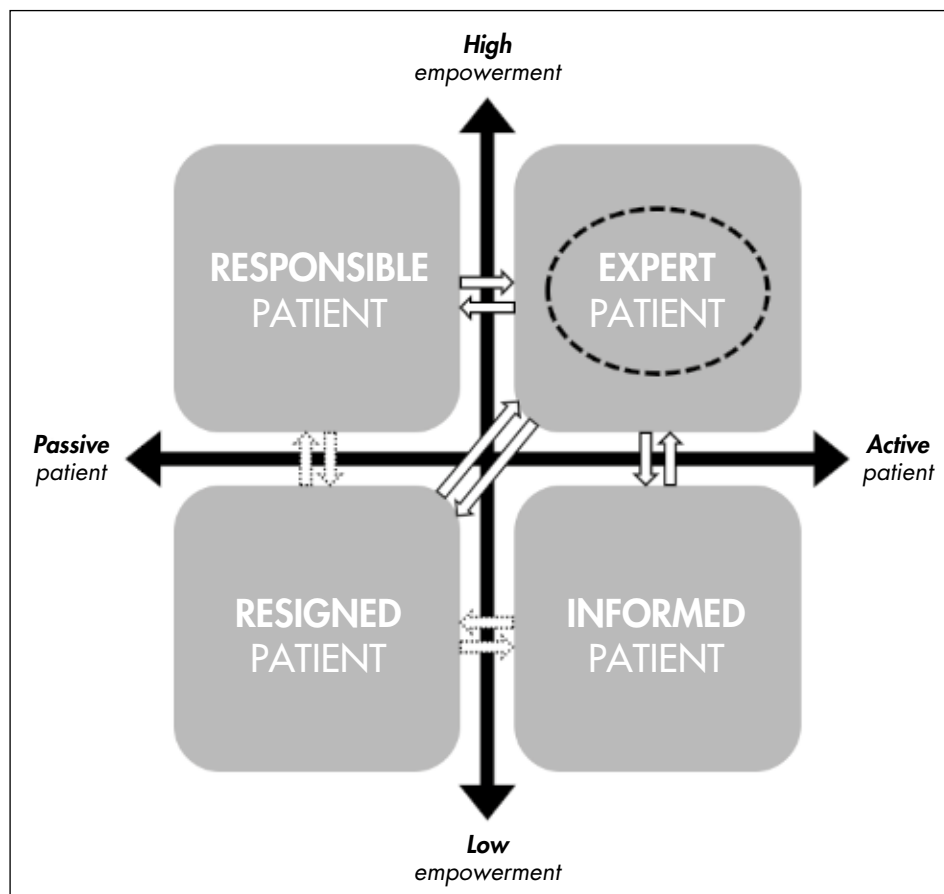 High
empowerment
RESPONSIBLE
PATIENT
EXPERT
PATIENT
Passive
patient
Active
patient
RESIGNED
PATIENT
INFORMED
PATIENT
Low
empowerment